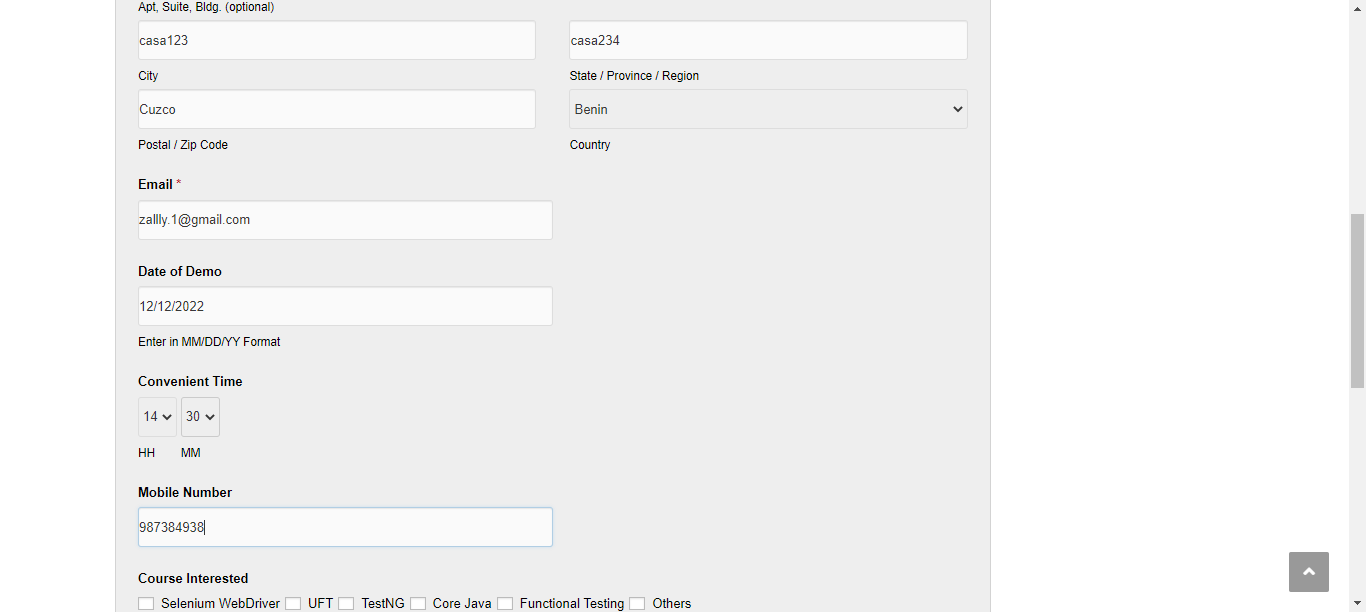 Apt, Suite, Bldg. (optional)
casa123 casa234
City State / Province / Region
Cuzco Benin
Postal / Zip Code Country
Email *
zallly.1@gmail.com
Date of Demo
12/12/2022
Enter in MM/DD/YY Format
Convenient Time
14 30
HH MM
Mobile Number
987384938
Course Interested
Selenium WebDriver UFT TestNG Core Java Functional Testing Others